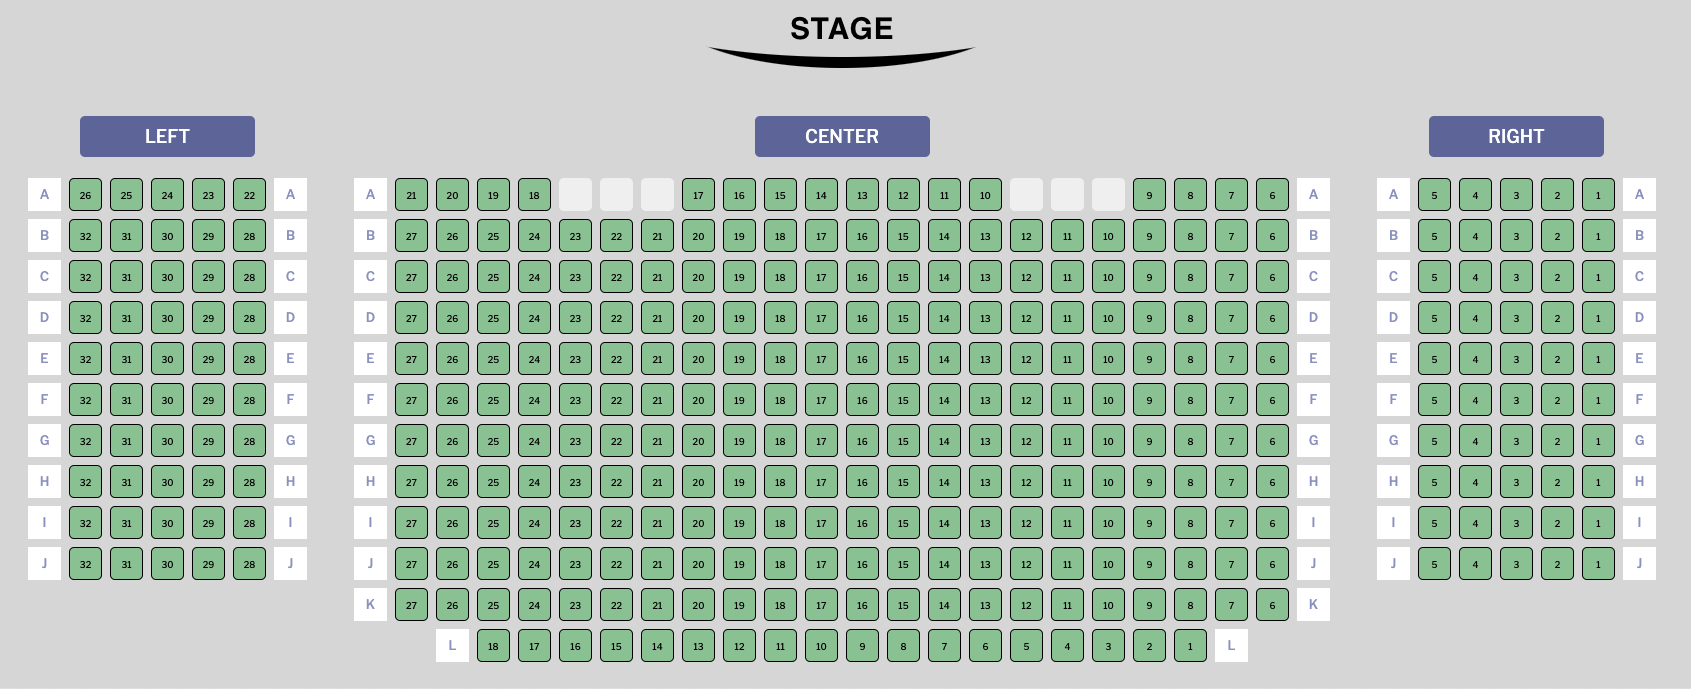 STAGE
LEFT CENTER RIGHT
A 26 25 24 23 22 A A 21 20 19 18 17 16 15 14 13 12 11 10 9 8 7 6 A A 5 4 3 2 1 A
B 32 31 30 29 28 B B 27 26 25 24 23 22 21 20 19 18 17 16 15 14 13 12 11 10 9 8 7 6 B B 5 4 3 2 1 B
C 32 31 30 29 28 C C 27 26 25 24 23 22 21 20 19 18 17 16 15 14 13 12 11 10 9 8 7 6 C C 5 4 3 2 1 C
D 32 31 30 29 28 D D 27 26 25 24 23 22 21 20 19 18 17 16 15 14 13 12 11 10 9 8 7 6 D D 5 4 3 2 1 D
E 32 31 30 29 28 E E 27 26 25 24 23 22 21 20 19 18 17 16 15 14 13 12 11 10 9 8 7 6 E E 5 4 3 2 1 E
F 32 31 30 29 28 F F 27 26 25 24 23 22 21 20 19 18 17 16 15 14 13 12 11 10 9 8 7 6 F F 5 4 3 2 1 F
G 32 31 30 29 28 G G 27 26 25 24 23 22 21 20 19 18 17 16 15 14 13 12 11 10 9 8 7 6 G G 5 4 3 2 1 G
H 32 31 30 29 28 H H 27 26 25 24 23 22 21 20 19 18 17 16 15 14 13 12 11 10 9 8 7 6 H H 5 4 3 2 1 H
I 32 31 30 29 28 I I 27 26 25 24 23 22 21 20 19 18 17 16 15 14 13 12 11 10 9 8 7 6 I I 5 4 3 2 1 I
J 32 31 30 29 28 J J 27 26 25 24 23 22 21 20 19 18 17 16 15 14 13 12 11 10 9 8 7 6 J J 5 4 3 2 1 J
K 27 26 25 24 23 22 21 20 19 18 17 16 15 14 13 12 11 10 9 8 7 6 K
L 18 17 16 15 14 13 12 11 10 9 8 7 6 5 4 3 2 1 L